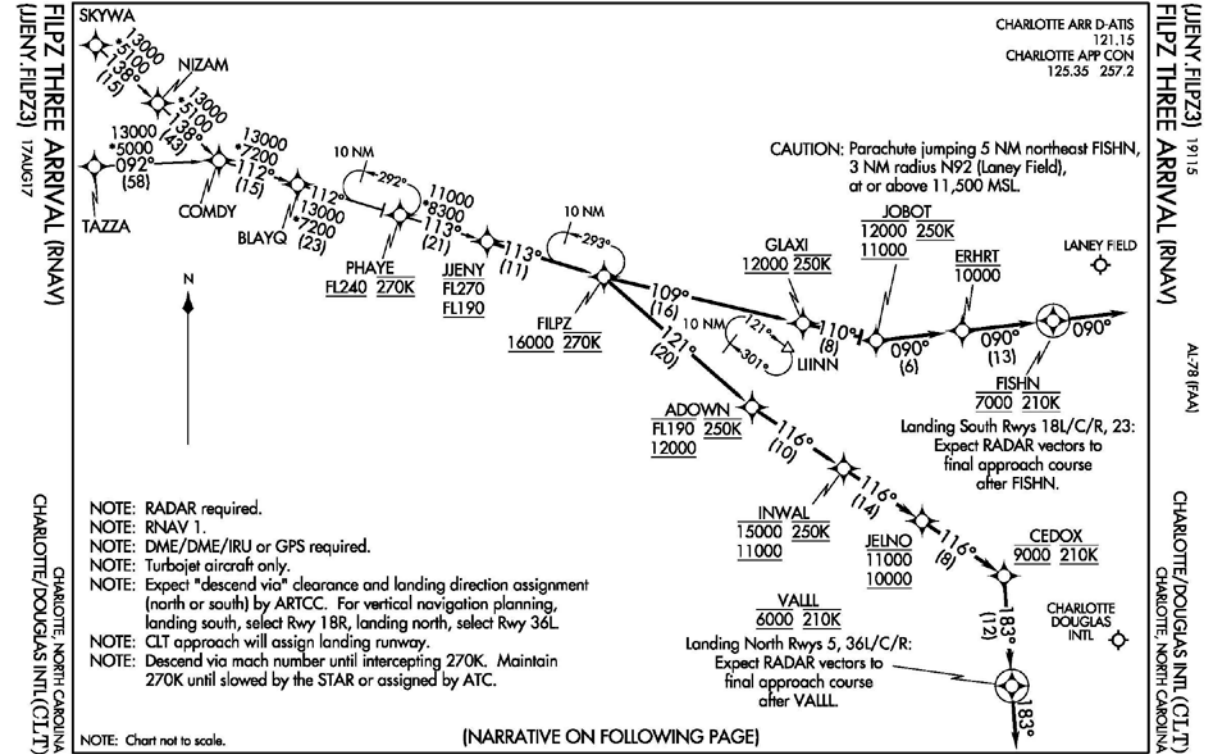 (JJENY.FILPZ3) 17AUG17
FILPZ THREE ARRIVAL (RNAV)
CHARLOTTE, NORTH CAROLINA
CHARLOTTE/DOUGLAS INTL (CLT)
(JJENY.FILPZ3) 19115
FILPZ THREE ARRIVAL (RNAV)
AL-78 (FAA)
CHARLOTTE/DOUGLAS INTL (CLT)
CHARLOTTE, NORTH CAROLINA
CHARLOTTE ARR D-ATIS
121.15
CHARLOTTE APP CON
125.35 257.2
SKYWA
13000
*5100
138°
(15)
NIZAM
13000
*5100
138°
(43)
TAZZA
13000
*5000
092°
(58)
COMDY
13000
*7200
112°
(15)
BLAYQ
112°
13000
*7200
(23)
10 NM
292°
PHAYE
FL240 270K
11000
*8300
113°
(21)
JJENY
FL270
FL190
113°
(11)
10 NM
293°
FILPZ
16000 270K
109°
(16)
121°
(20)
10 NM
121°
301°
LIINN
GLAXI
12000 250K
110°
(8)
JOBOT
12000 250K
11000
090°
(6)
ERHRT
10000
090°
(13)
FISHN
7000 210K
090°
LANEY FIELD
CAUTION: Parachute jumping 5 NM northeast FISHN,
3 NM radius N92 (Laney Field),
at or above 11,500 MSL.
Landing South Rwys 18L/C/R, 23:
Expect RADAR vectors to
final approach course
after FISHN.
ADOWN
FL190 250K
12000
116°
(10)
INWAL
15000 250K
11000
116°
(14)
JELNO
11000
10000
116°
(8)
CEDOX
9000 210K
183°
(12)
CHARLOTTE
DOUGLAS
INTL
VALLL
6000 210K
Landing North Rwys 5, 36L/C/R:
Expect RADAR vectors to
final approach course
after VALLL.
183°
N
NOTE: RADAR required.
NOTE: RNAV 1.
NOTE: DME/DME/IRU or GPS required.
NOTE: Turbojet aircraft only.
NOTE: Expect "descend via" clearance and landing direction assignment
(north or south) by ARTCC. For vertical navigation planning,
landing south, select Rwy 18R, landing north, select Rwy 36L
NOTE: CLT approach will assign landing runway.
NOTE: Descend via mach number until intercepting 270K. Maintain
270K until slowed by the STAR or assigned by ATC.
NOTE: Chart not to scale.
(NARRATIVE ON FOLLOWING PAGE)